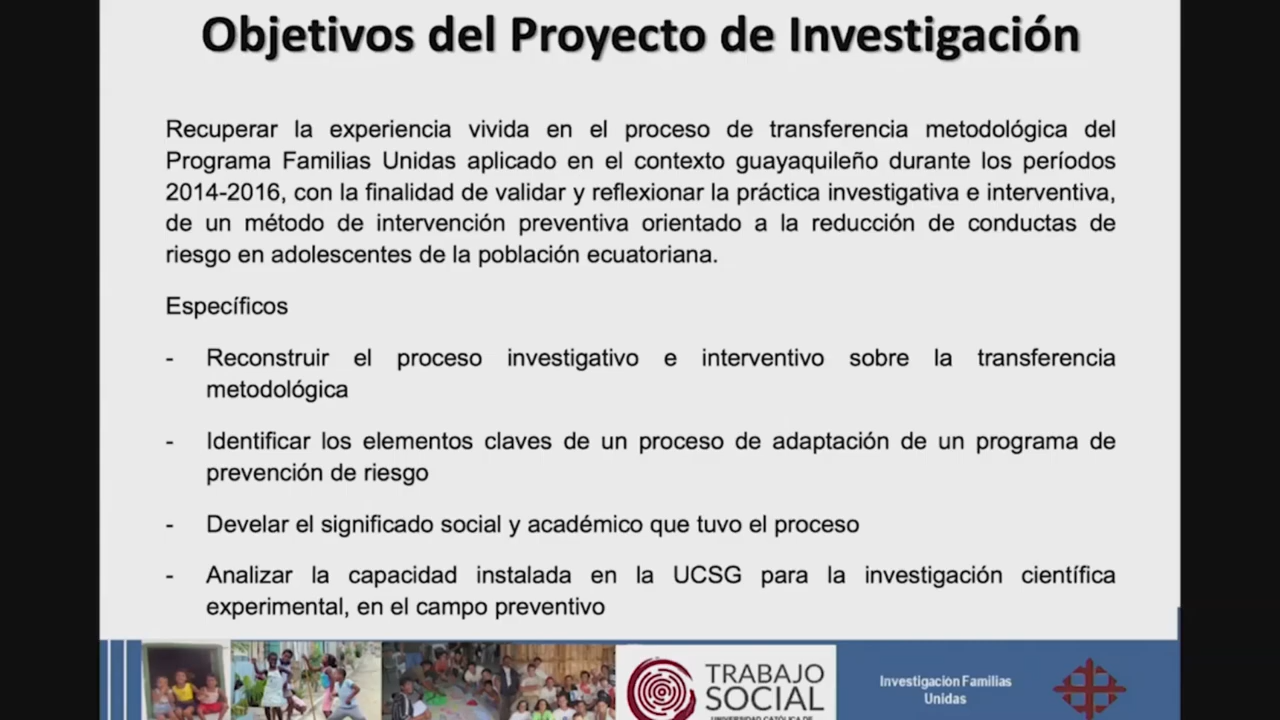 Objetivos del Proyecto de Investigación
Recuperar la experiencia vivida en el proceso de transferencia metodológica del
Programa Familias Unidas aplicado en el contexto guayaquileño durante los períodos
2014-2016, con la finalidad de validar y reflexionar la práctica investigativa e interventiva,
de un método de intervención preventiva orientado a la reducción de conductas de
riesgo en adolescentes de la población ecuatoriana.
Específicos
- Reconstruir el proceso investigativo e interventivo sobre la transferencia
metodológica
- Identificar los elementos claves de un proceso de adaptación de un programa de
prevención de riesgo
- Develar el significado social y académico que tuvo el proceso
- Analizar la capacidad instalada en la UCSG para la investigación científica
experimental, en el campo preventivo
TRABAJO
SOCIAL
UNIVERSIDAD CATÓLICA DE
Investigación Familias
Unidas